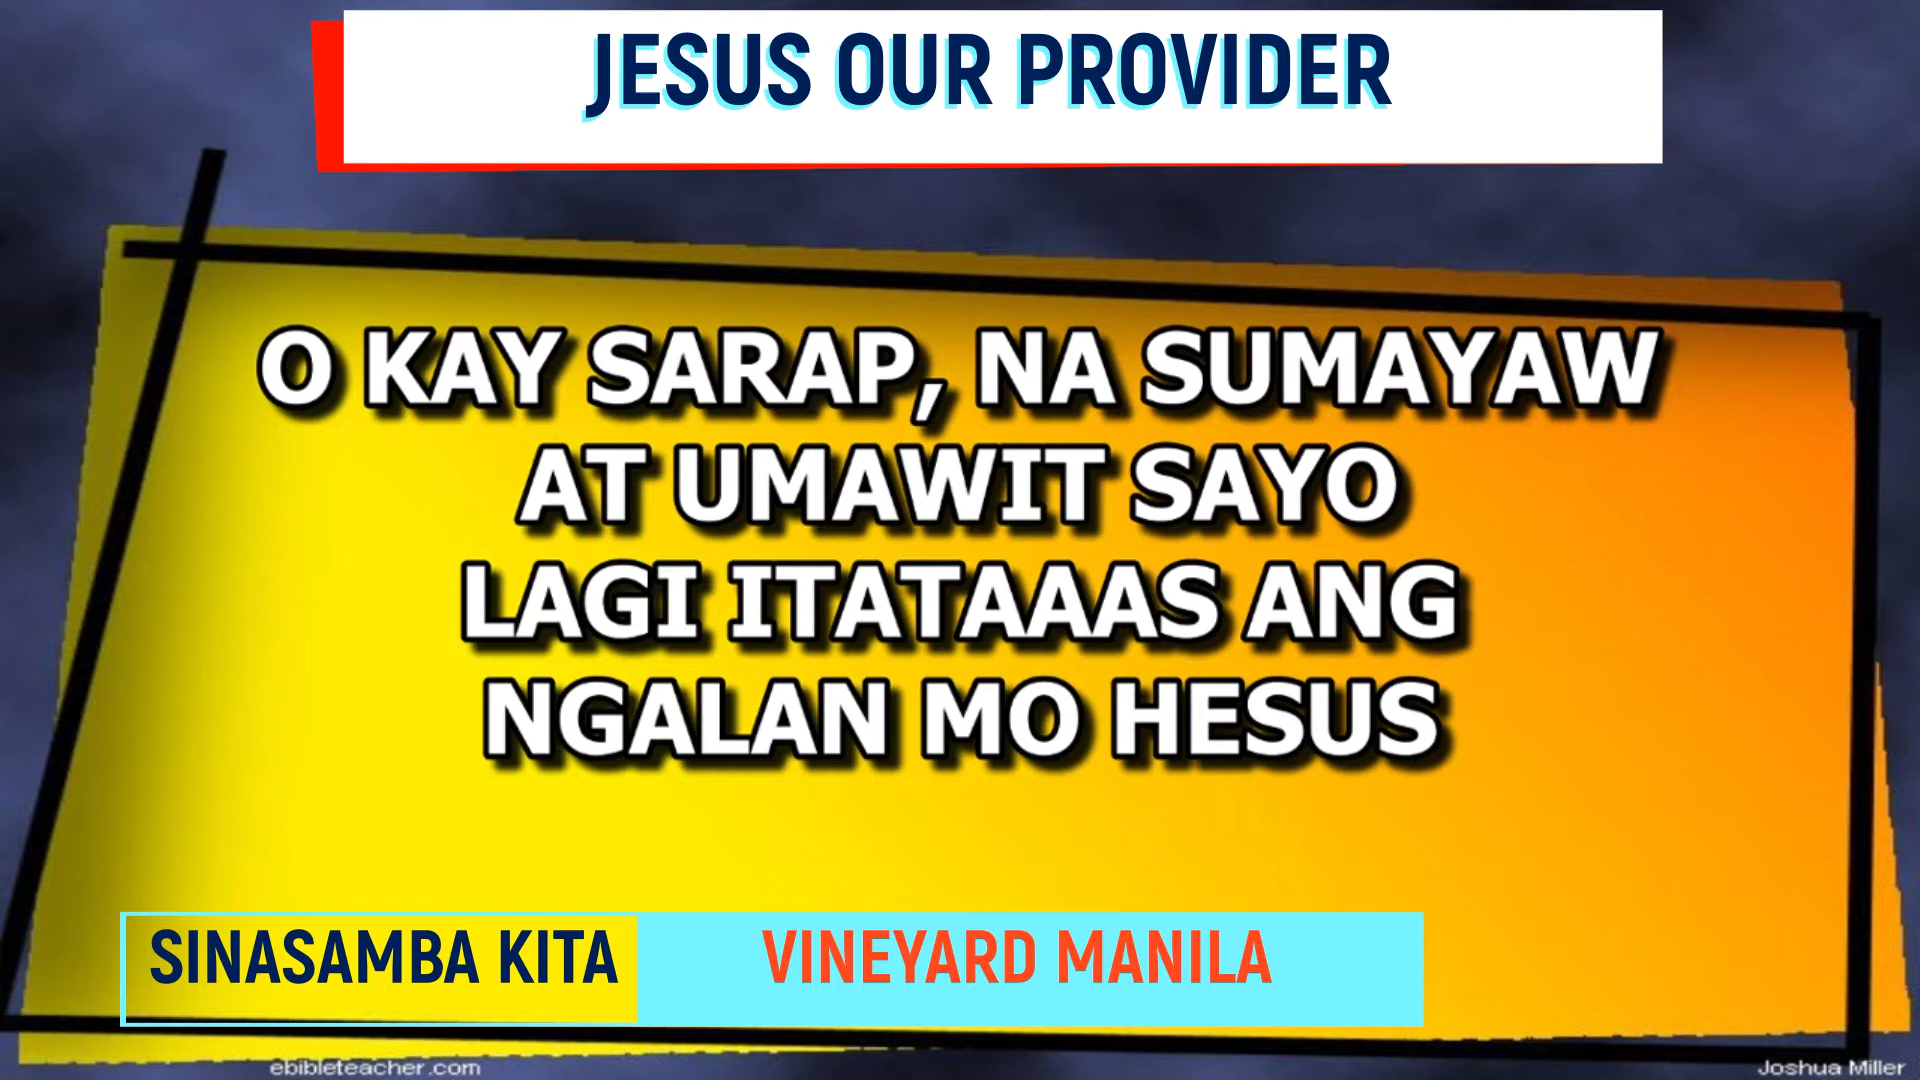 JESUS OUR PROVIDER
O KAY SARAP, NA SUMAYAW
AT UMAWIT SAYO
LAGI ITATAAAS ANG
NGALAN MO HESUS
SINASAMBA KITA
VINEYARD MANILA
ebibleteacher.com
Joshua Miller